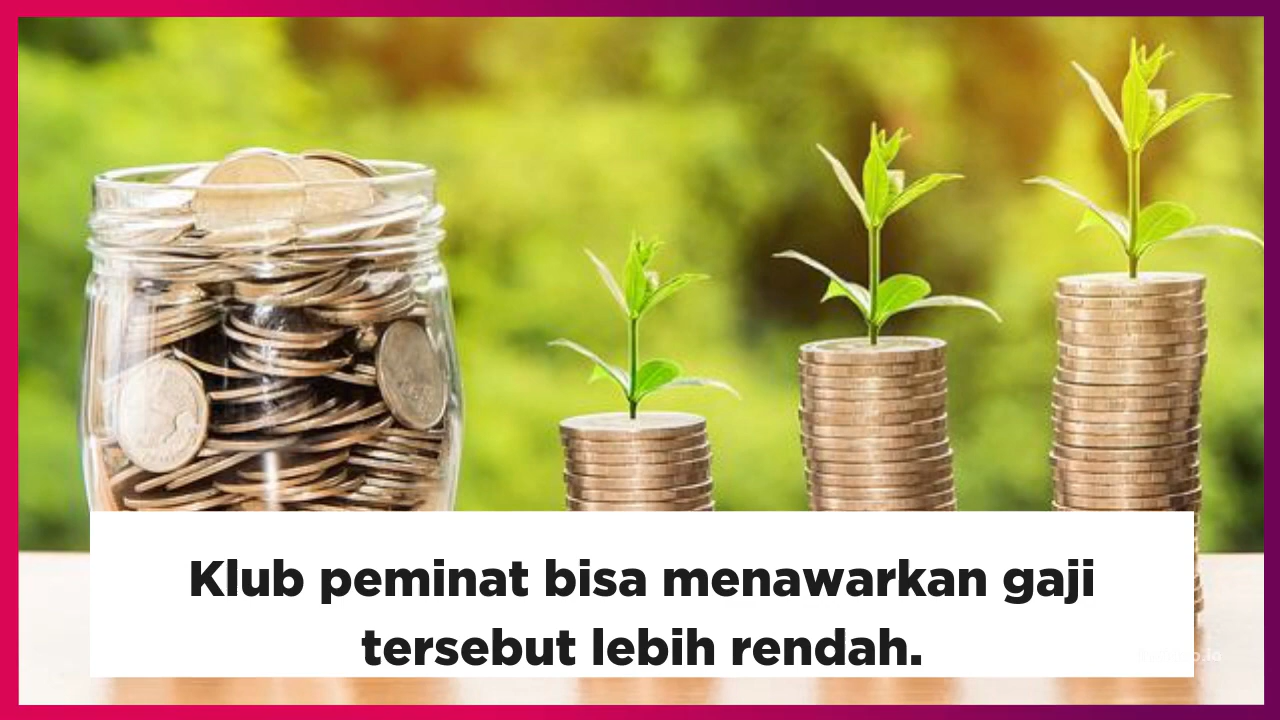 Klub peminat bisa menawarkan gaji
tersebut lebih rendah.